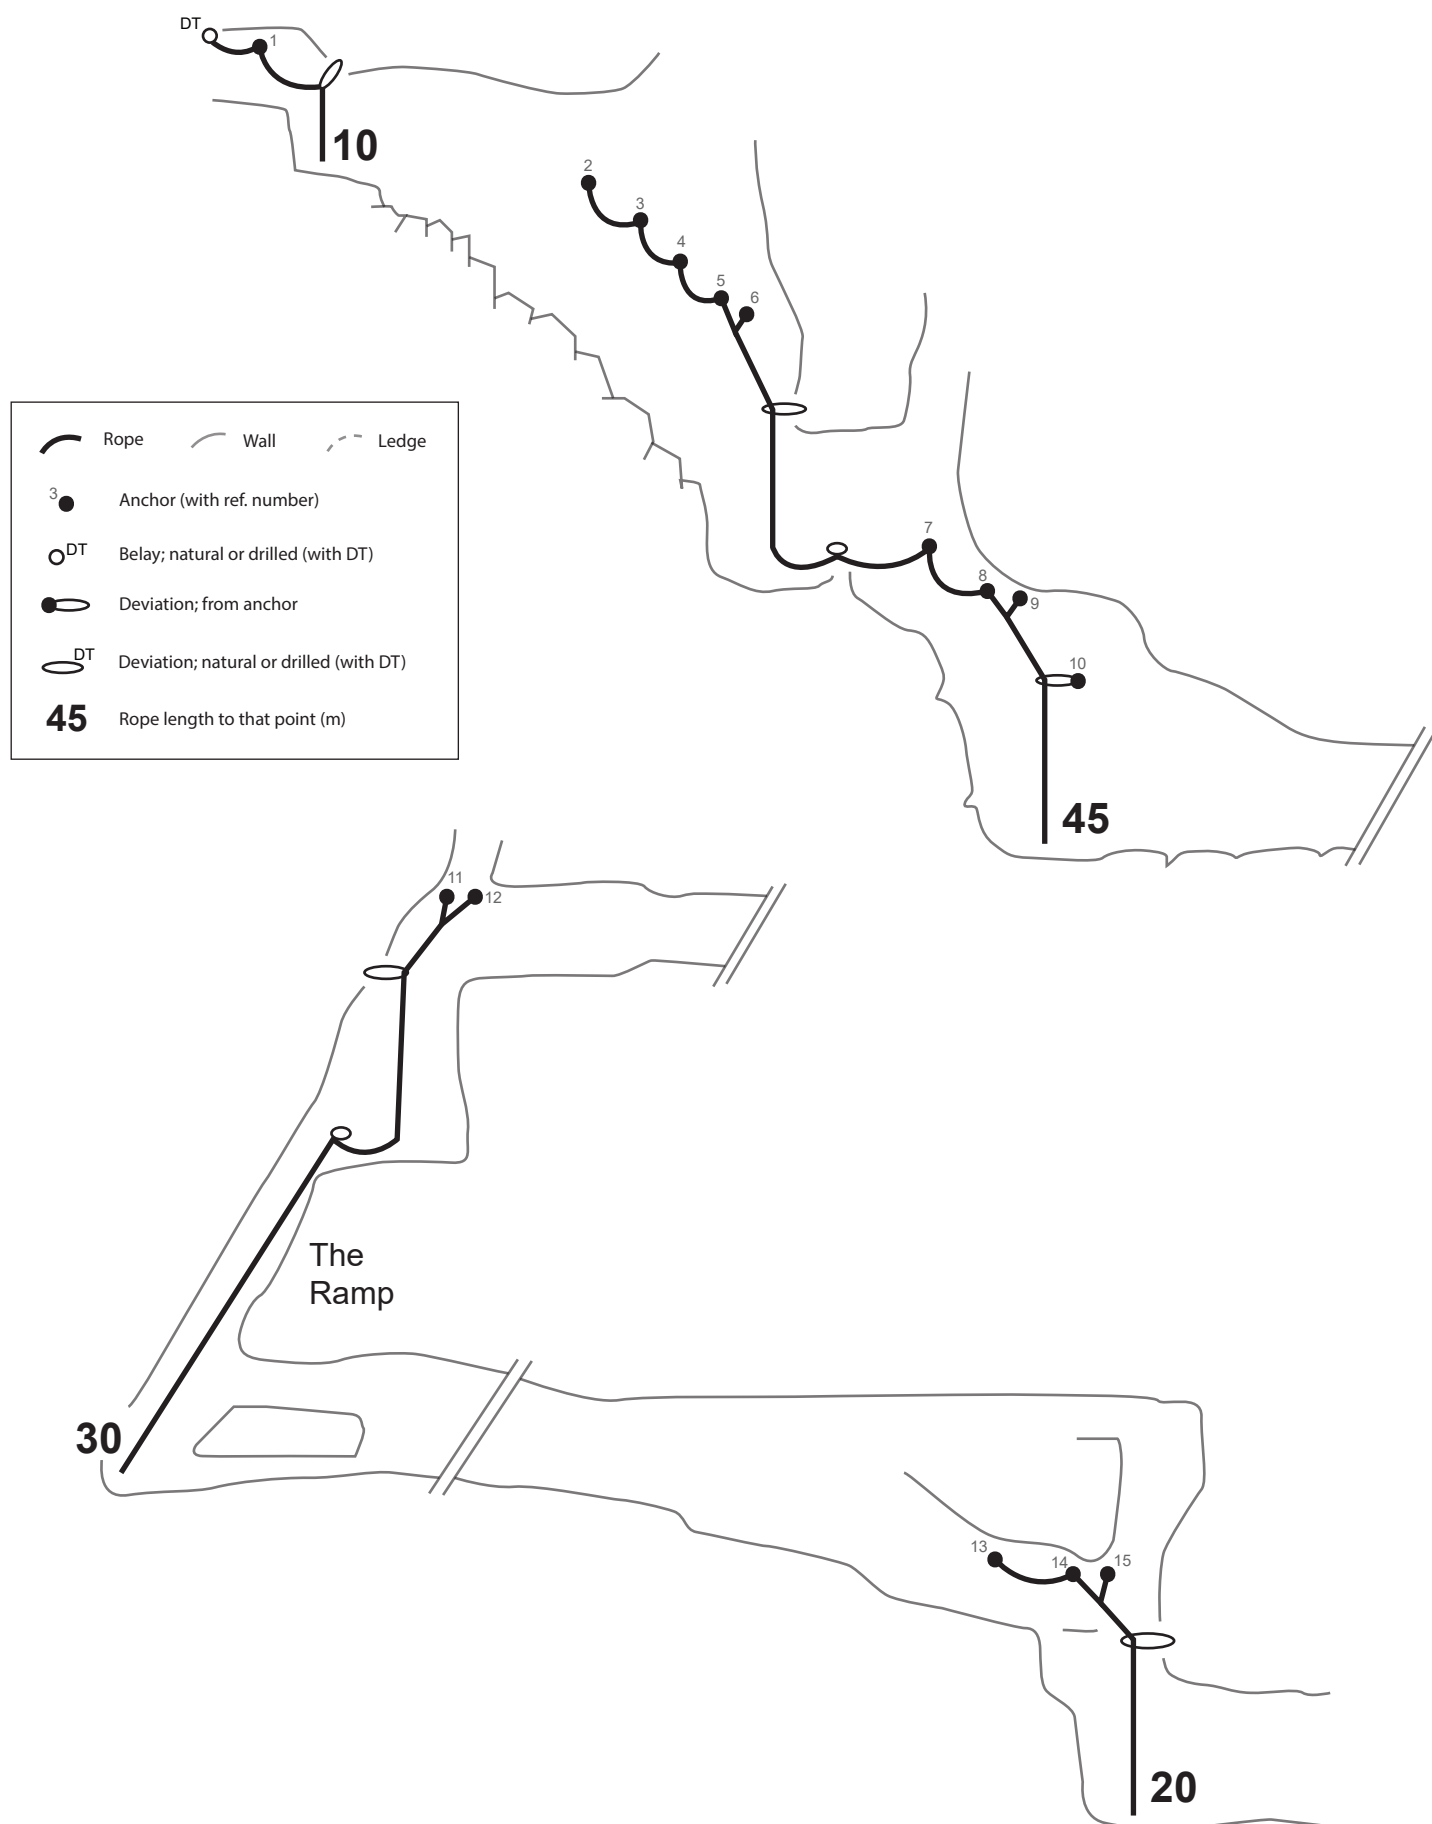 DT
1
10
2
3
4
5
6
Rope Wall Ledge
3 Anchor (with ref. number)
DT Belay; natural or drilled (with DT)
Deviation; from anchor
DT Deviation; natural or drilled (with DT)
45 Rope length to that point (m)
7
8
9
10
45
11
12
The
Ramp
30
13
14
15
20